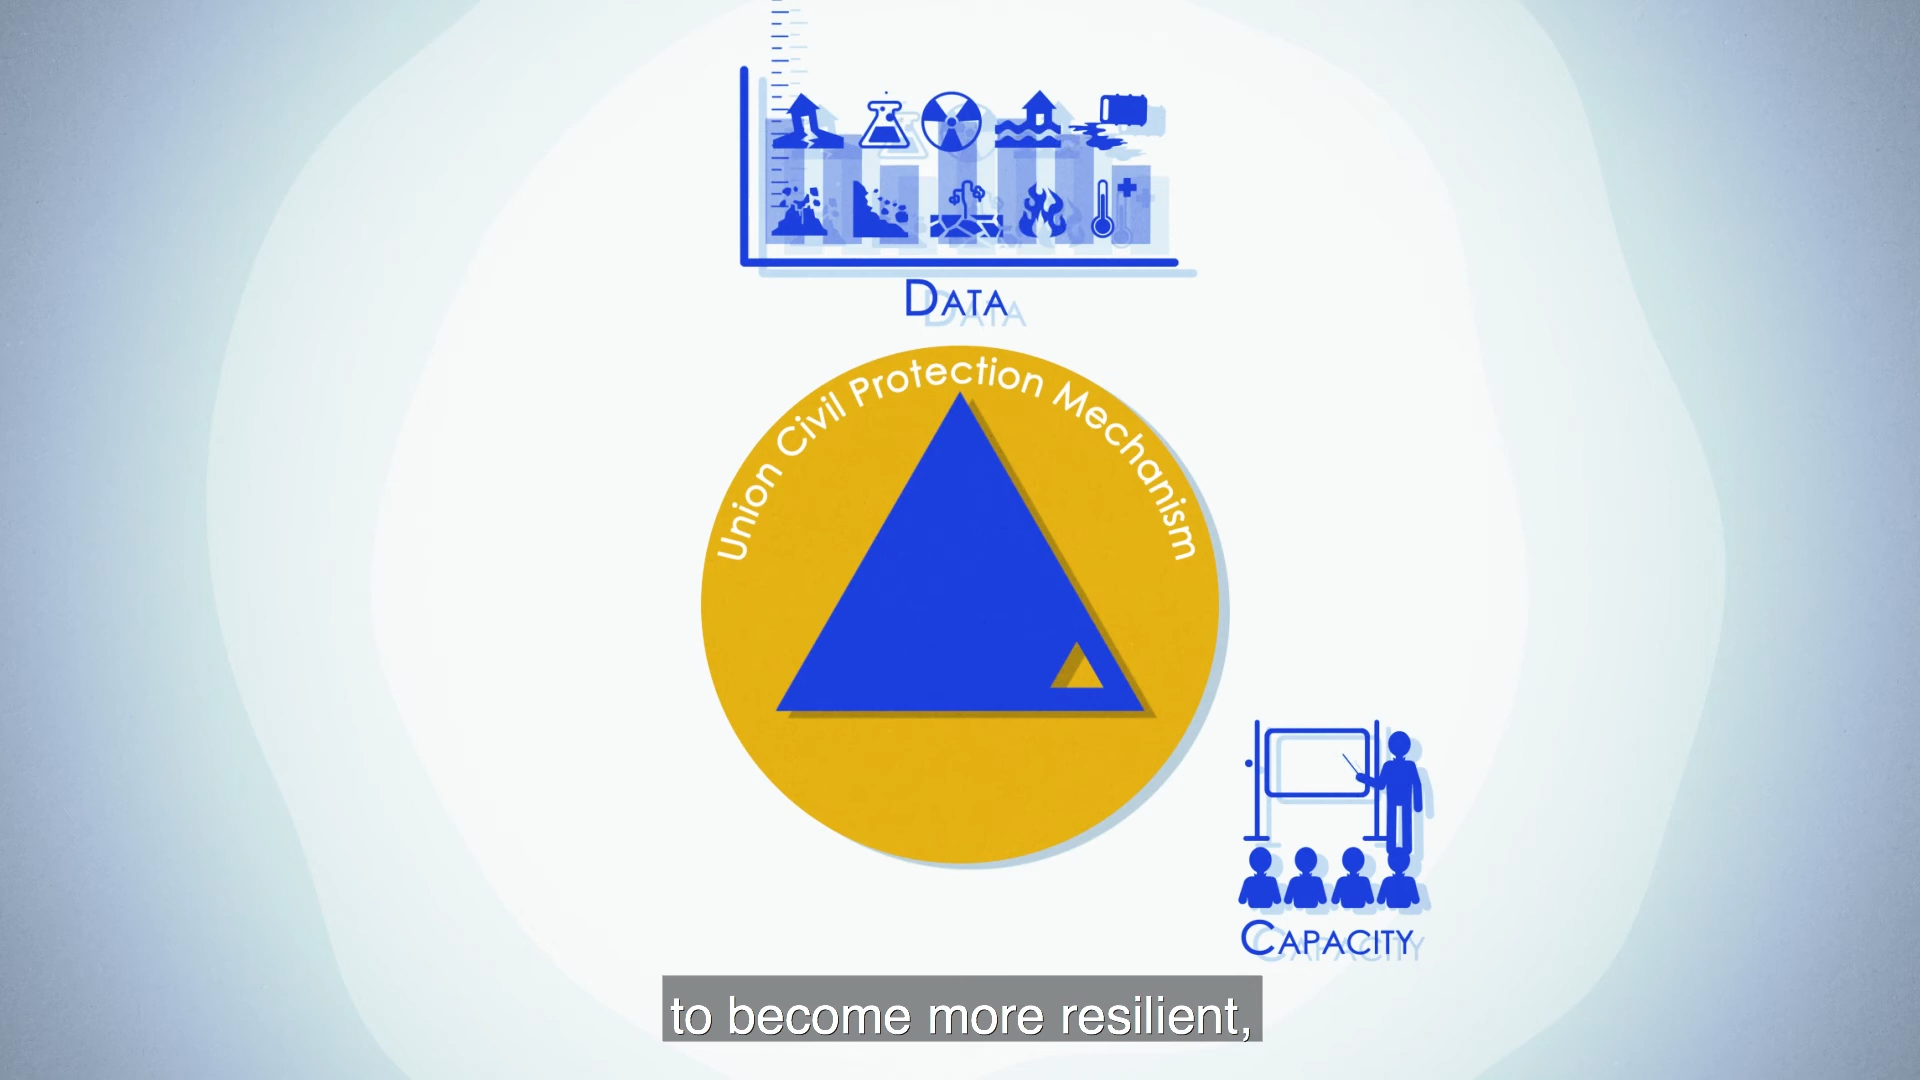 DATA
Union Civil Protection Mechanism
CAPACITY
to become more resilient,